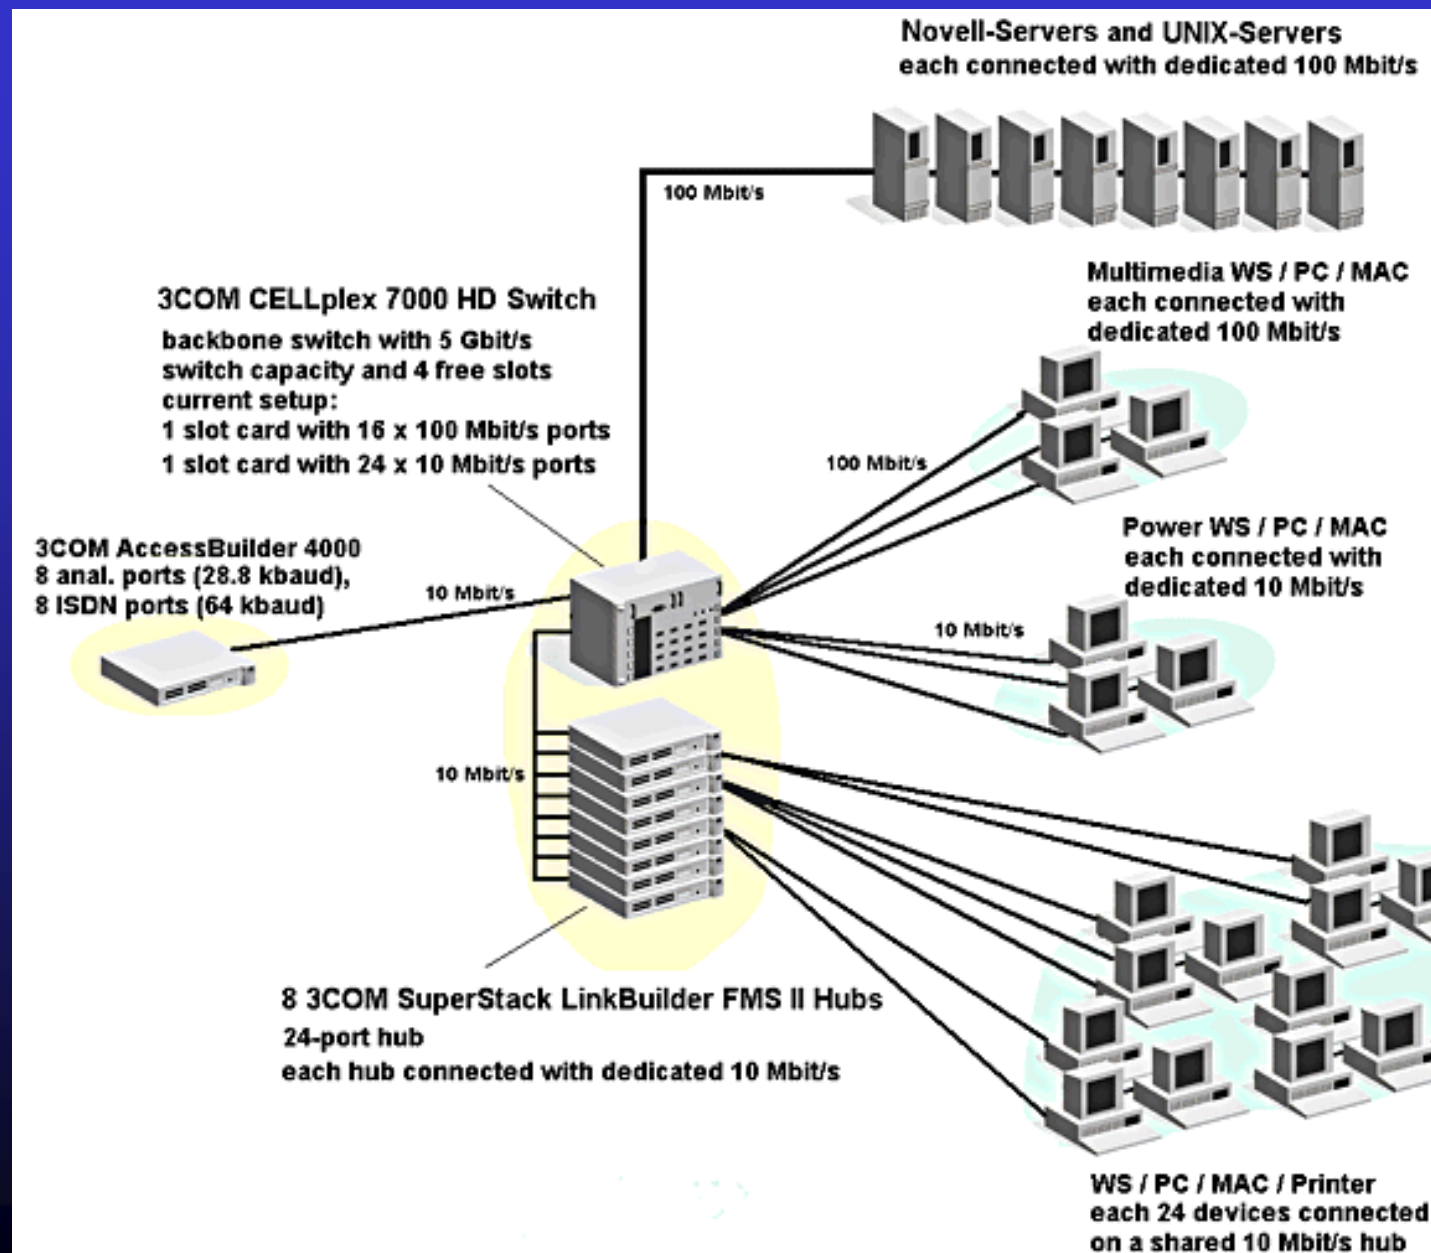 Novell-Servers and UNIX-Servers
each connected with dedicated 100 Mbit/s
100 Mbit/s
Multimedia WS / PC / MAC
each connected with
dedicated 100 Mbit/s
3COM CELLplex 7000 HD Switch
backbone switch with 5 Gbit/s
switch capacity and 4 free slots
current setup:
1 slot card with 16 x 100 Mbit/s ports
1 slot card with 24 x 10 Mbit/s ports
100 Mbit/s
Power WS / PC / MAC
each connected with
dedicated 10 Mbit/s
3COM AccessBuilder 4000
8 anal. ports (28.8 kbaud),
8 ISDN ports (64 kbaud)
10 Mbit/s
10 Mbit/s
10 Mbit/s
8 3COM SuperStack LinkBuilder FMS II Hubs
24-port hub
each hub connected with dedicated 10 Mbit/s
WS / PC / MAC / Printer
each 24 devices connected
on a shared 10 Mbit/s hub